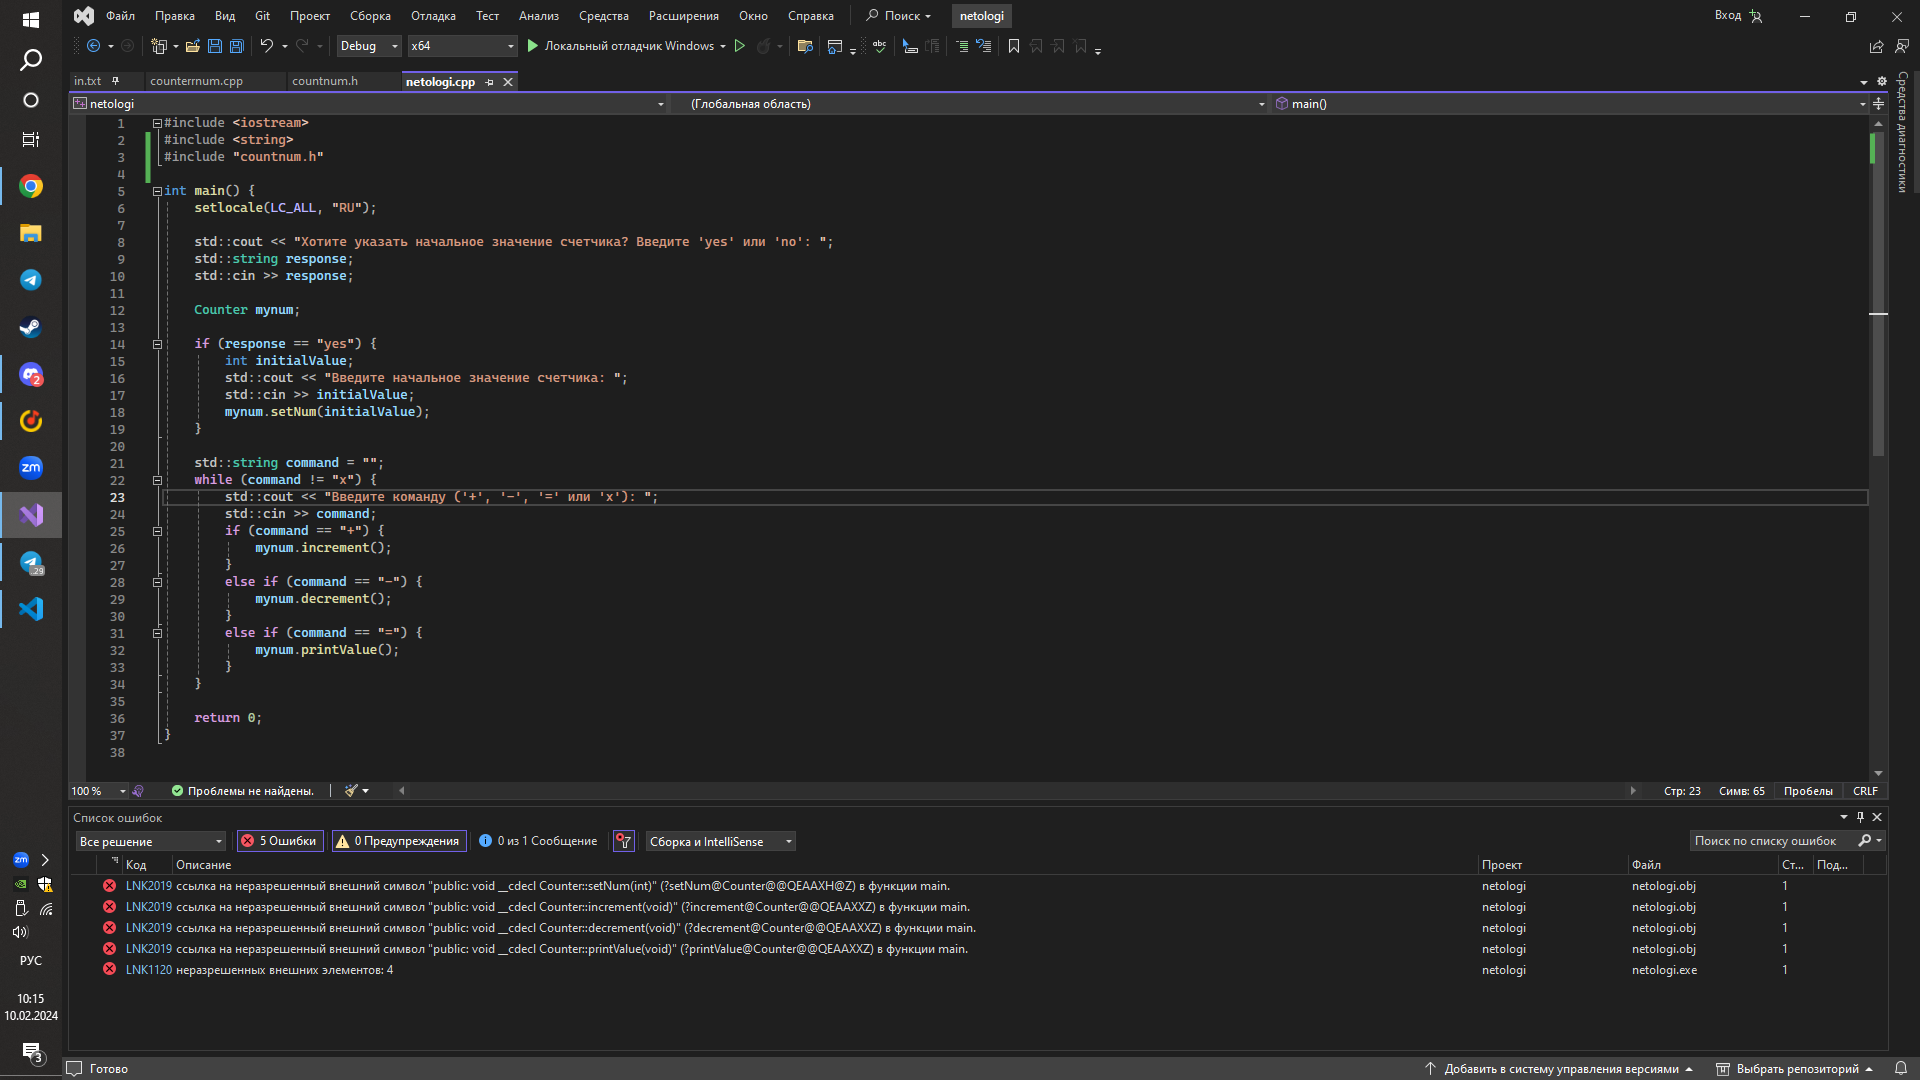 Файл Правка Вид Git Проект Сборка Отладка Тест Анализ Средства Расширения Окно Справка Поиск netologi Вход
Debug x64 Локальный отладчик Windows
in.txt counterrnum.cpp countnum.h netologi.cpp
netologi (Глобальная область) main()
Средства диагностики
1 #include <iostream>
2 #include <string>
3 #include "countnum.h"
4
5 int main() {
6 setlocale(LC_ALL, "RU");
7
8 std::cout << "Хотите указать начальное значение счетчика? Введите 'yes' или 'no': ";
9 std::string response;
10 std::cin >> response;
11
12 Counter mynum;
13
14 if (response == "yes") {
15 int initialValue;
16 std::cout << "Введите начальное значение счетчика: ";
17 std::cin >> initialValue;
18 mynum.setNum(initialValue);
19 }
20
21 std::string command = "";
22 while (command != "x") {
23 std::cout << "Введите команду ('+', '-', '=' или 'x'): ";
24 std::cin >> command;
25 if (command == "+") {
26 mynum.increment();
27 }
28 else if (command == "-") {
29 mynum.decrement();
30 }
31 else if (command == "=") {
32 mynum.printValue();
33 }
34 }
35
36 return 0;
37 }
38
100 % Проблемы не найдены. Стр: 23 Симв: 65 Пробелы CRLF
Список ошибок
Все решение 5 Ошибки 0 Предупреждения 0 из 1 Сообщение Сборка и IntelliSense Поиск по списку ошибок
Код Описание Проект Файл Ст... Под...
LNK2019 ссылка на неразрешенный внешний символ "public: void __cdecl Counter::setNum(int)" (?setNum@Counter@@QEAAXH@Z) в функции main. netologi netologi.obj 1
LNK2019 ссылка на неразрешенный внешний символ "public: void __cdecl Counter::increment(void)" (?increment@Counter@@QEAAXXZ) в функции main. netologi netologi.obj 1
LNK2019 ссылка на неразрешенный внешний символ "public: void __cdecl Counter::decrement(void)" (?decrement@Counter@@QEAAXXZ) в функции main. netologi netologi.obj 1
LNK2019 ссылка на неразрешенный внешний символ "public: void __cdecl Counter::printValue(void)" (?printValue@Counter@@QEAAXXZ) в функции main. netologi netologi.obj 1
LNK1120 неразрешенных внешних элементов: 4 netologi netologi.exe 1
Готово Добавить в систему управления версиями Выбрать репозиторий
2
zm
29
zm
РУС
10:15
10.02.2024
3